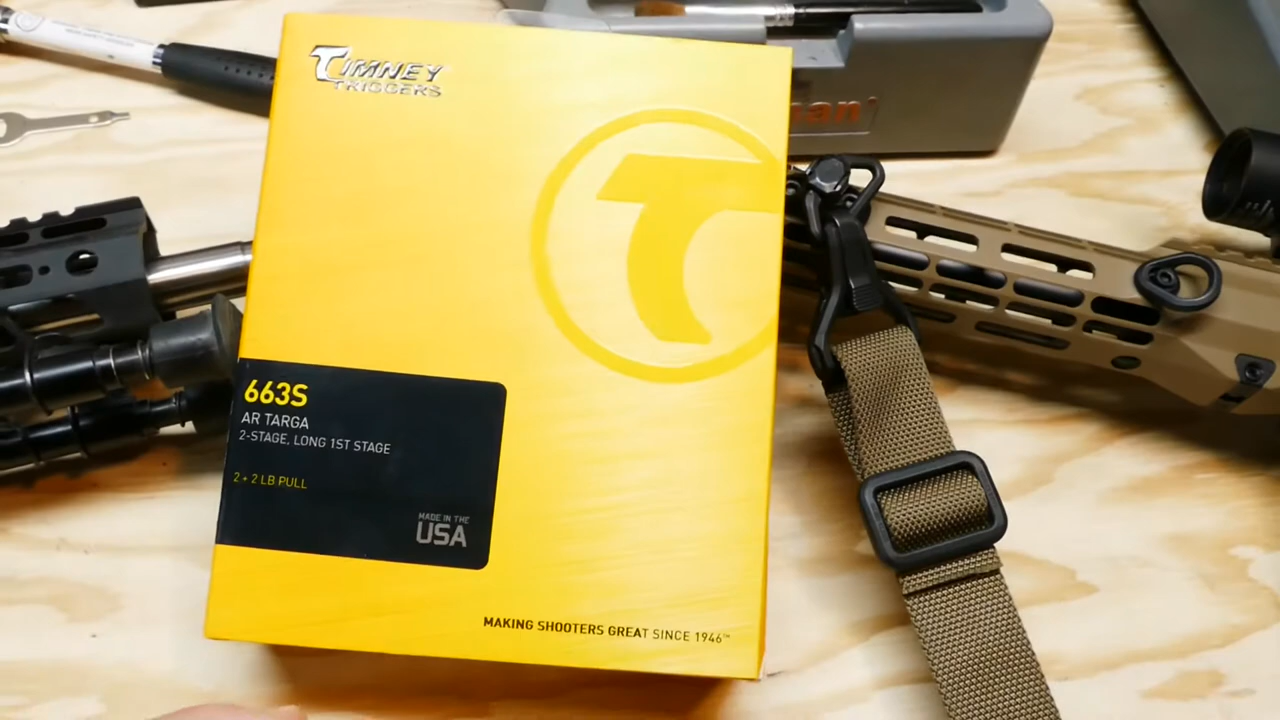 TIMNEY
TRIGGERS
663S
AR TARGA
2-STAGE, LONG 1ST STAGE
2 + 2 LB PULL
MADE IN THE
USA
MAKING SHOOTERS GREAT SINCE 1946™